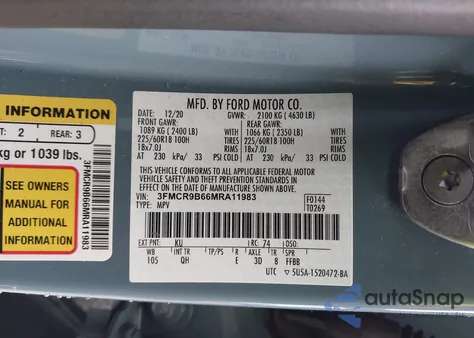 MFD. BY FORD MOTOR CO.
DATE: 12/20 GVWR: 2100 KG ( 4630 LB)
FRONT GAWR: REAR GAWR:
1089 KG ( 2400 LB) WITH 1066 KG ( 2350 LB) WITH
225/60R18 100H TIRES 225/60R18 100H TIRES
18x7.0J RIMS 18x7.0J RIMS
AT 230 kPa/ 33 PSI COLD AT 230 kPa/ 33 PSI COLD
THIS VEHICLE CONFORMS TO ALL APPLICABLE FEDERAL MOTOR
VEHICLE SAFETY AND BUMPER STANDARDS IN EFFECT ON THE DATE OF
MANUFACTURE SHOWN ABOVE.
VIN: 3FMCR9B66MRA11983 F0144
TYPE: MPV T0269
EXT PNT: KU RC: 74 DSO:
WB INT TR TP/PS R E TR SPR
105 QH E 3D 8 FFBB
UTC 5U5A-1520472-BA
INFORMATION
T: 2 REAR: 3
kg or 1039 lbs.
SEE OWNERS
MANUAL FOR
ADDITIONAL
INFORMATION
3FMCR9B66MRA11983
autoSnap